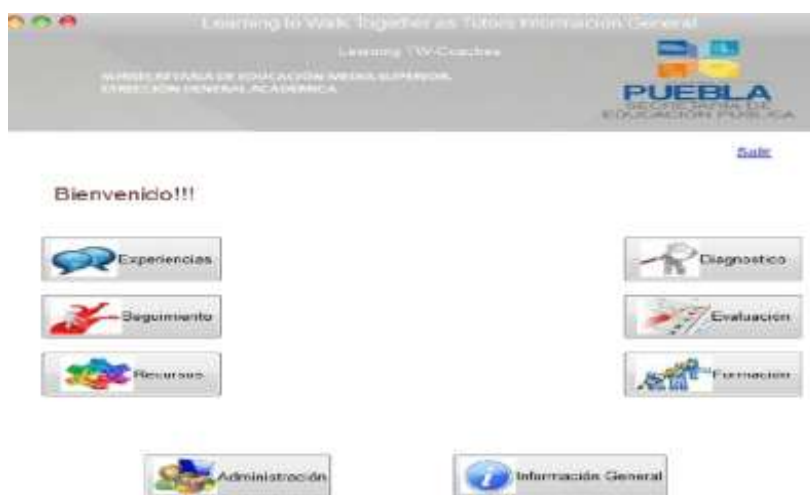 Learning to Walk Together as Tutors Información General
Learning TW-Coaches
SUBSECRETARÍA DE EDUCACIÓN MEDIA SUPERIOR
DIRECCIÓN GENERAL ACADÉMICA
PUEBLA
SECRETARÍA DE
EDUCACIÓN PÚBLICA
Salir
Bienvenido!!!
Experiencias
Diagnostico
Seguimiento
Evaluación
Recursos
Formación
Administración
Información General